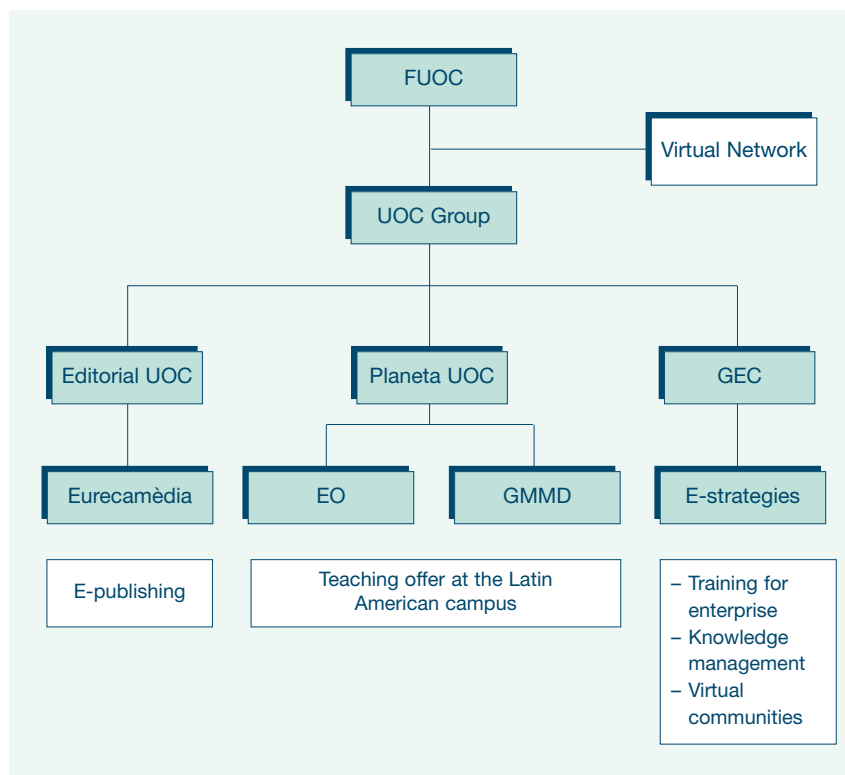 FUOC
Virtual Network
UOC Group
Editorial UOC
Planeta UOC
GEC
Eurecamèdia
EO
GMMD
E-strategies
E-publishing
Teaching offer at the Latin
American campus
– Training for
enterprise
– Knowledge
management
– Virtual
communities